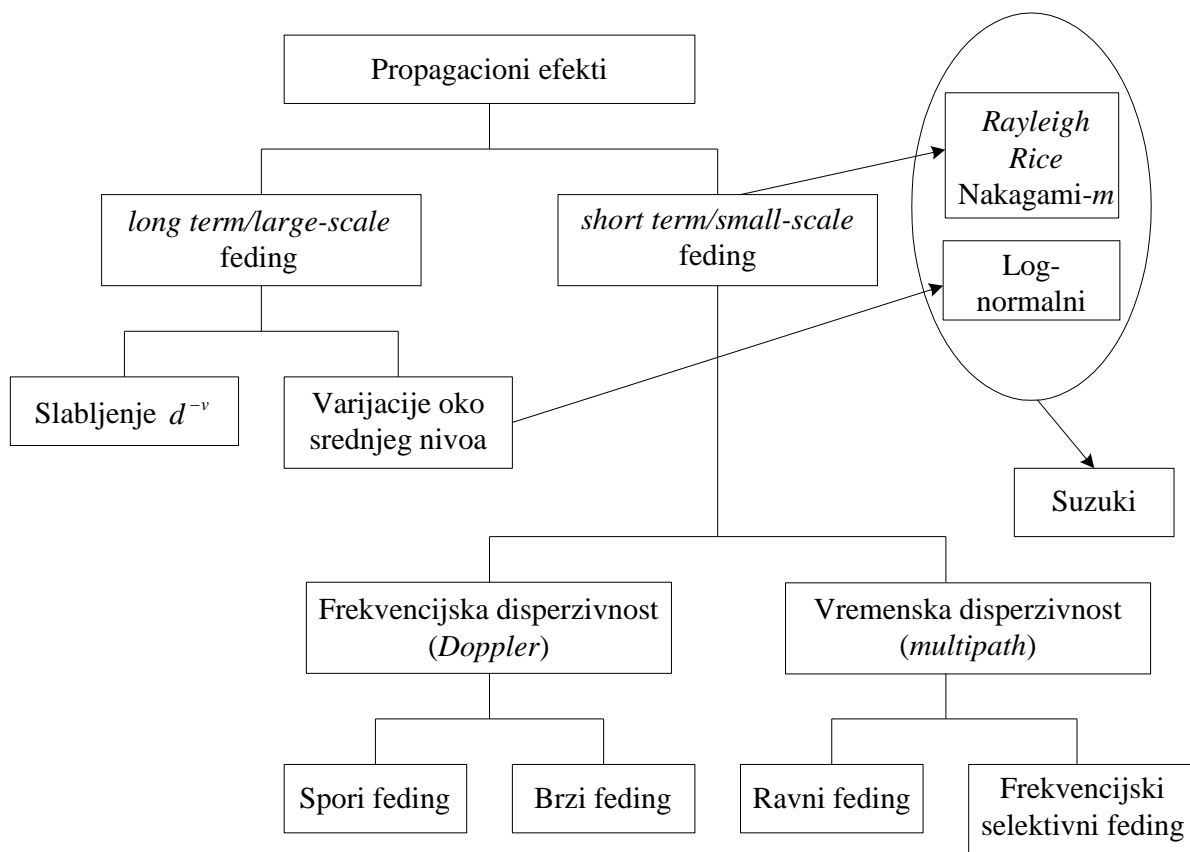 Propagacioni efekti
Rayleigh
Rice
Nakagami-m
long term/large-scale
feding
short term/small-scale
feding
Log-
normalni
Slabljenje d^{-v}
Varijacije oko
srednjeg nivoa
Suzuki
Frekvencijska disperzivnost
(Doppler)
Vremenska disperzivnost
(multipath)
Spori feding
Brzi feding
Ravni feding
Frekvencijski
selektivni feding